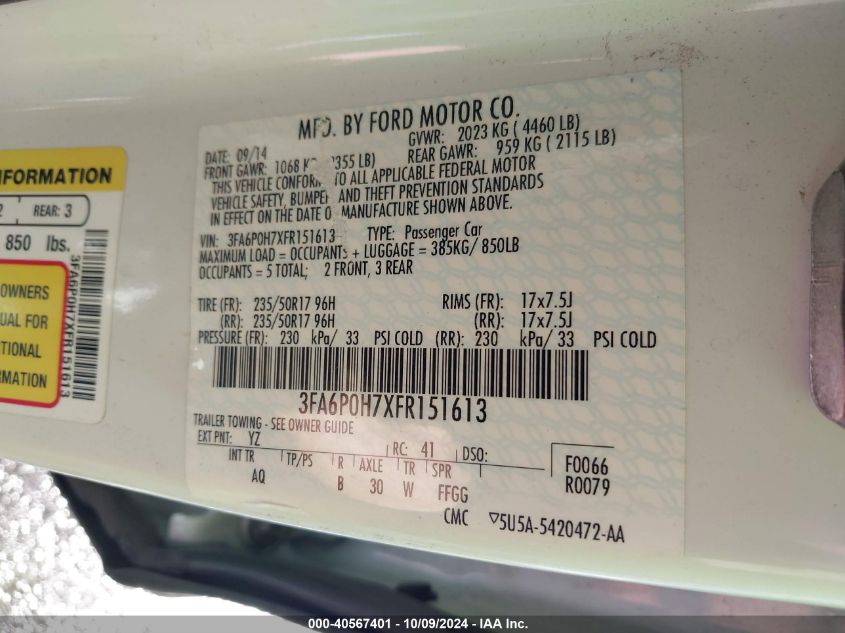 NFORMATION
2
REAR: 3
850 lbs.
OWNERS
UAL FOR
TIONAL
RMATION
3FA6P0H7XFR151613
MFD. BY FORD MOTOR CO.
DATE: 09/14
GVWR: 2023 KG ( 4460 LB)
FRONT GAWR: 1068 K 355 LB)
REAR GAWR: 959 KG ( 2115 LB)
THIS VEHICLE CONFOR TO ALL APPLICABLE FEDERAL MOTOR
VEHICLE SAFETY, BUMPE AND THEFT PREVENTION STANDARDS
IN EFFECT ON THE DATE O MANUFACTURE SHOWN ABOVE.
VIN: 3FA6P0H7XFR151613 TYPE: Passenger Car
MAXIMUM LOAD = OCCUPANTS + LUGGAGE = 385KG/ 850LB
OCCUPANTS = 5 TOTAL; 2 FRONT, 3 REAR
TIRE (FR): 235/50R17 96H RIMS (FR): 17x7.5J
(RR): 235/50R17 96H (RR): 17x7.5J
PRESSURE (FR): 230 kPa/ 33 PSI COLD (RR): 230 kPa/ 33 PSI COLD
3FA6P0H7XFR151613
TRAILER TOWING - SEE OWNER GUIDE
EXT PNT: YZ RC: 41 DSO:
INT TR TP/PS R AXLE TR SPR
AQ B 30 W FFGG
F0066
R0079
CMC ▽5U5A-5420472-AA
000-40567401 - 10/09/2024 - IAA Inc.